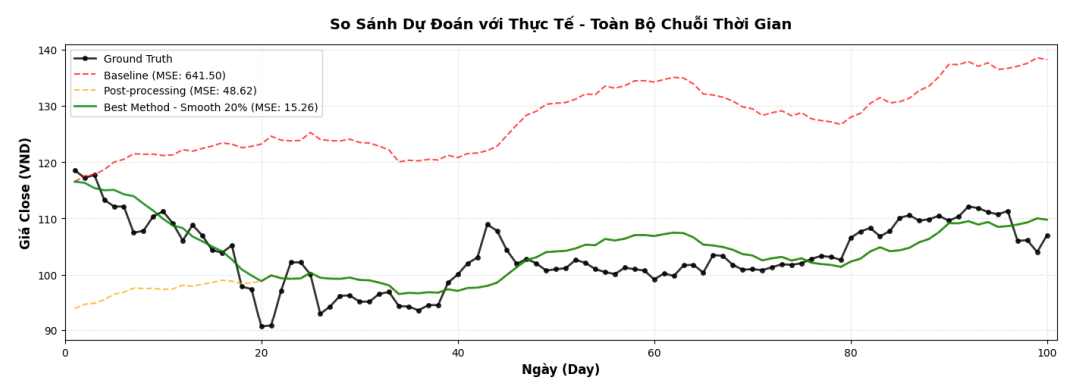 So Sánh Dự Đoán với Thực Tế - Toàn Bộ Chuỗi Thời Gian
Ground Truth
Baseline (MSE: 641.50)
Post-processing (MSE: 48.62)
Best Method - Smooth 20% (MSE: 15.26)
Giá Close (VND)
140
130
120
110
100
90
0 20 40 60 80 100
Ngày (Day)